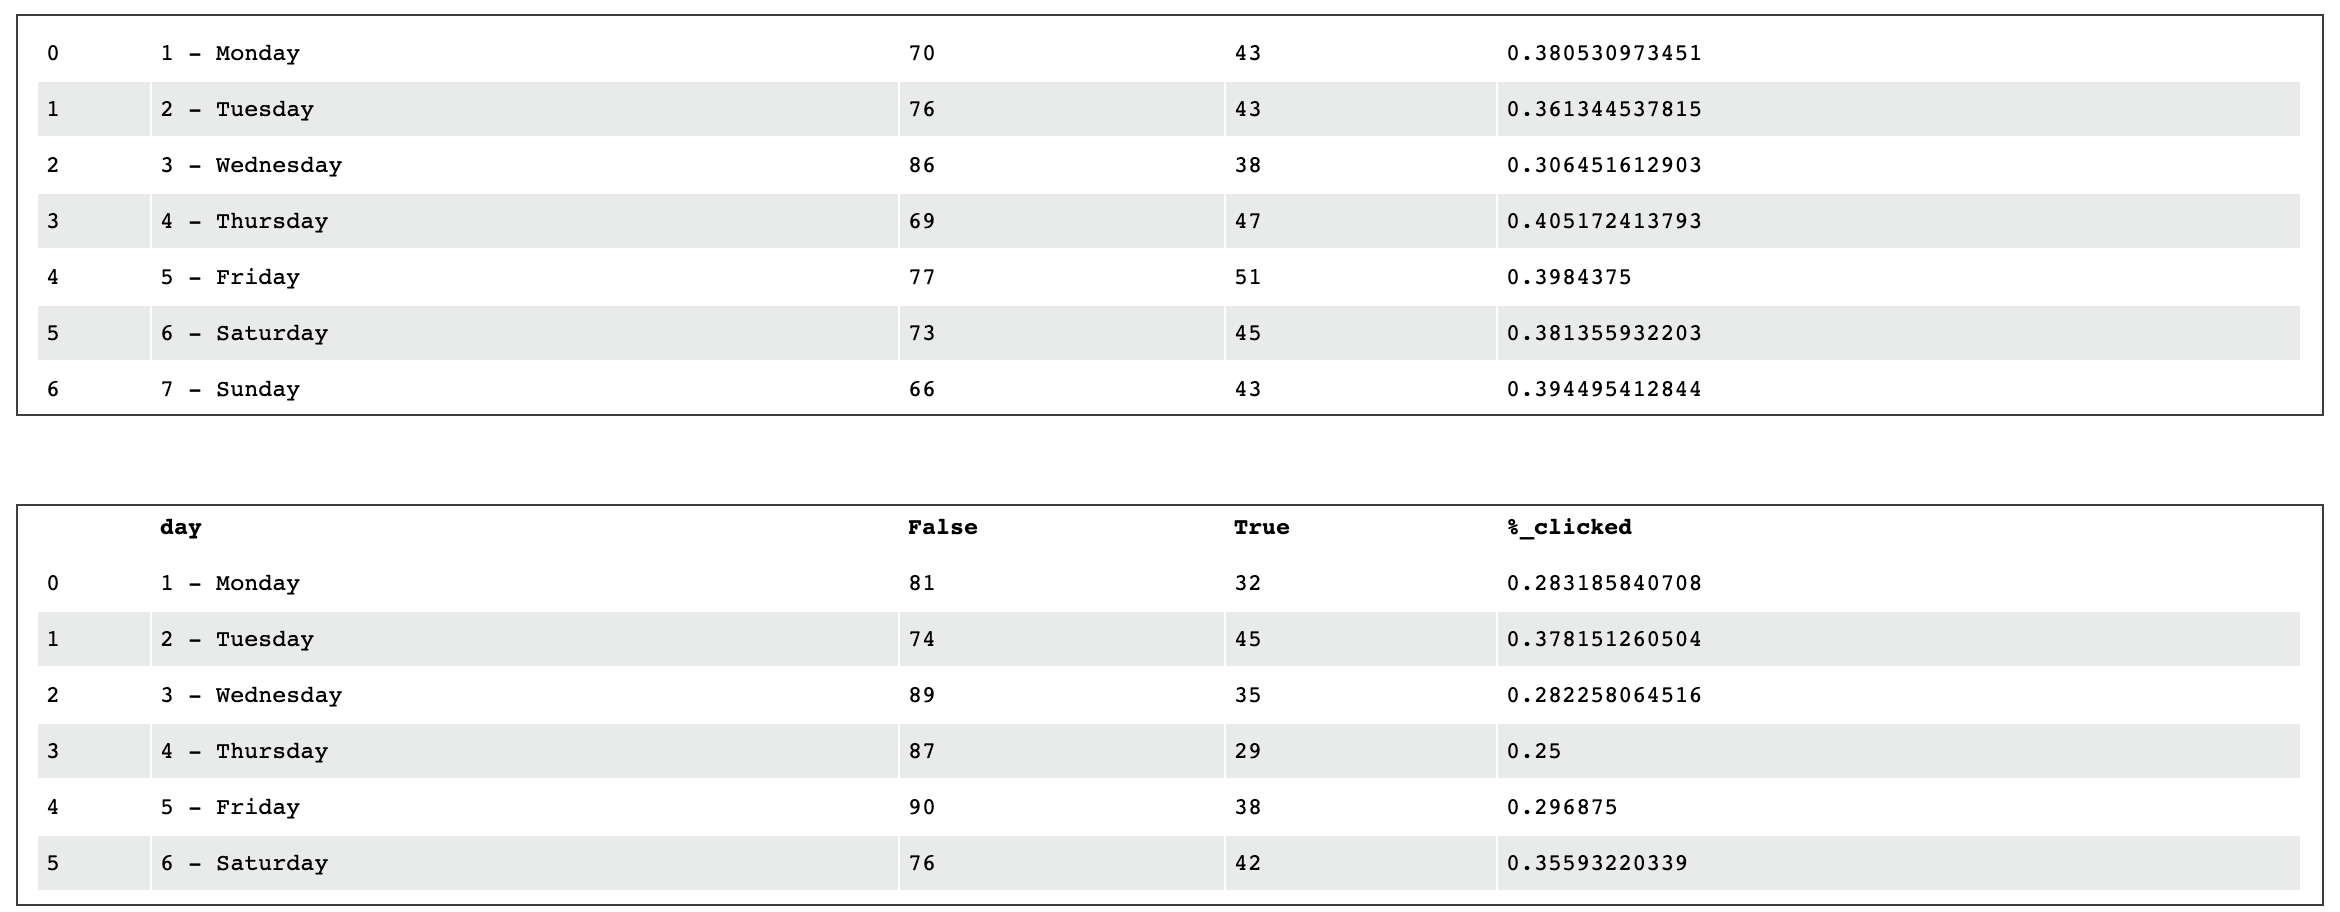 0 1 - Monday 70 43 0.380530973451
1 2 - Tuesday 76 43 0.361344537815
2 3 - Wednesday 86 38 0.306451612903
3 4 - Thursday 69 47 0.405172413793
4 5 - Friday 77 51 0.3984375
5 6 - Saturday 73 45 0.381355932203
6 7 - Sunday 66 43 0.394495412844
day False True %_clicked
0 1 - Monday 81 32 0.283185840708
1 2 - Tuesday 74 45 0.378151260504
2 3 - Wednesday 89 35 0.282258064516
3 4 - Thursday 87 29 0.25
4 5 - Friday 90 38 0.296875
5 6 - Saturday 76 42 0.35593220339